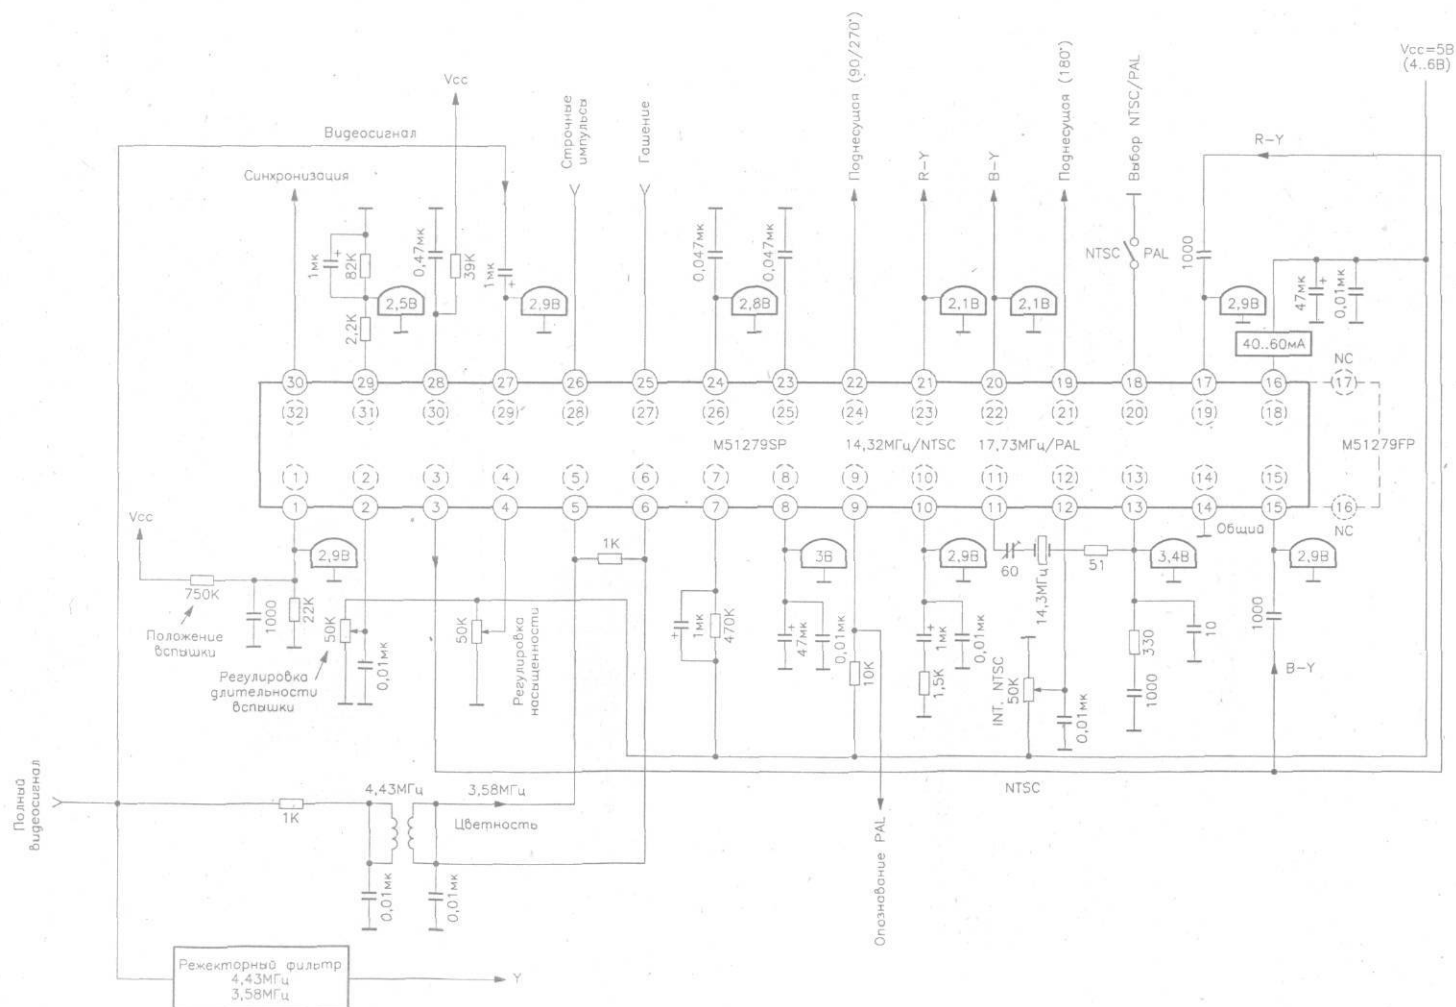 Vcc=5В
(4..6В)
Vcc
Видеосигнал
Синхронизация
Строчные
импульсы
Гашение
Поднесущая (90/270°)
R-Y
B-Y
Поднесущая (180°)
Выбор NTSC/PAL
R-Y
1мк
82К
2,2К
2,5В
0,47мк
39К
1мк
2,9В
0,047мк
2,8В
0,047мк
2,1В
2,1В
NTSC
PAL
1000
2,9В
47мк
0,01мк
40..60мА
30
29
28
27
26
25
24
23
22
21
20
19
18
17
16
NC
17
(32)
(31)
(30)
(29)
(28)
(27)
(26)
(25)
(24)
(23)
(22)
(21)
(20)
(19)
(18)
M51279SP
14,32МГц/NTSC
17,73МГц/PAL
M51279FP
(1)
(2)
(3)
(4)
(5)
(6)
(7)
(8)
(9)
(10)
(11)
(12)
(13)
(14)
(15)
1
2
3
4
5
6
7
8
9
10
11
12
13
14
15
16
NC
Общий
Vcc
2,9В
750К
Положение
вспышки
1000
22К
50К
0,01мк
Регулировка
длительности
вспышки
50К
Регулировка
насыщенности
1К
1мк
470К
3В
47мк
0,01мк
10К
2,9В
1мк
0,01мк
1,5К
60
14,3МГц
51
INT. NTSC
50К
0,01мк
3,4В
330
10
1000
2,9В
1000
B-Y
NTSC
Полный
видеосигнал
1К
4,43МГц
3,58МГц
Цветность
0,01мк
0,01мк
Опознавание PAL
Режекторный фильтр
4,43МГц
3,58МГц
Y